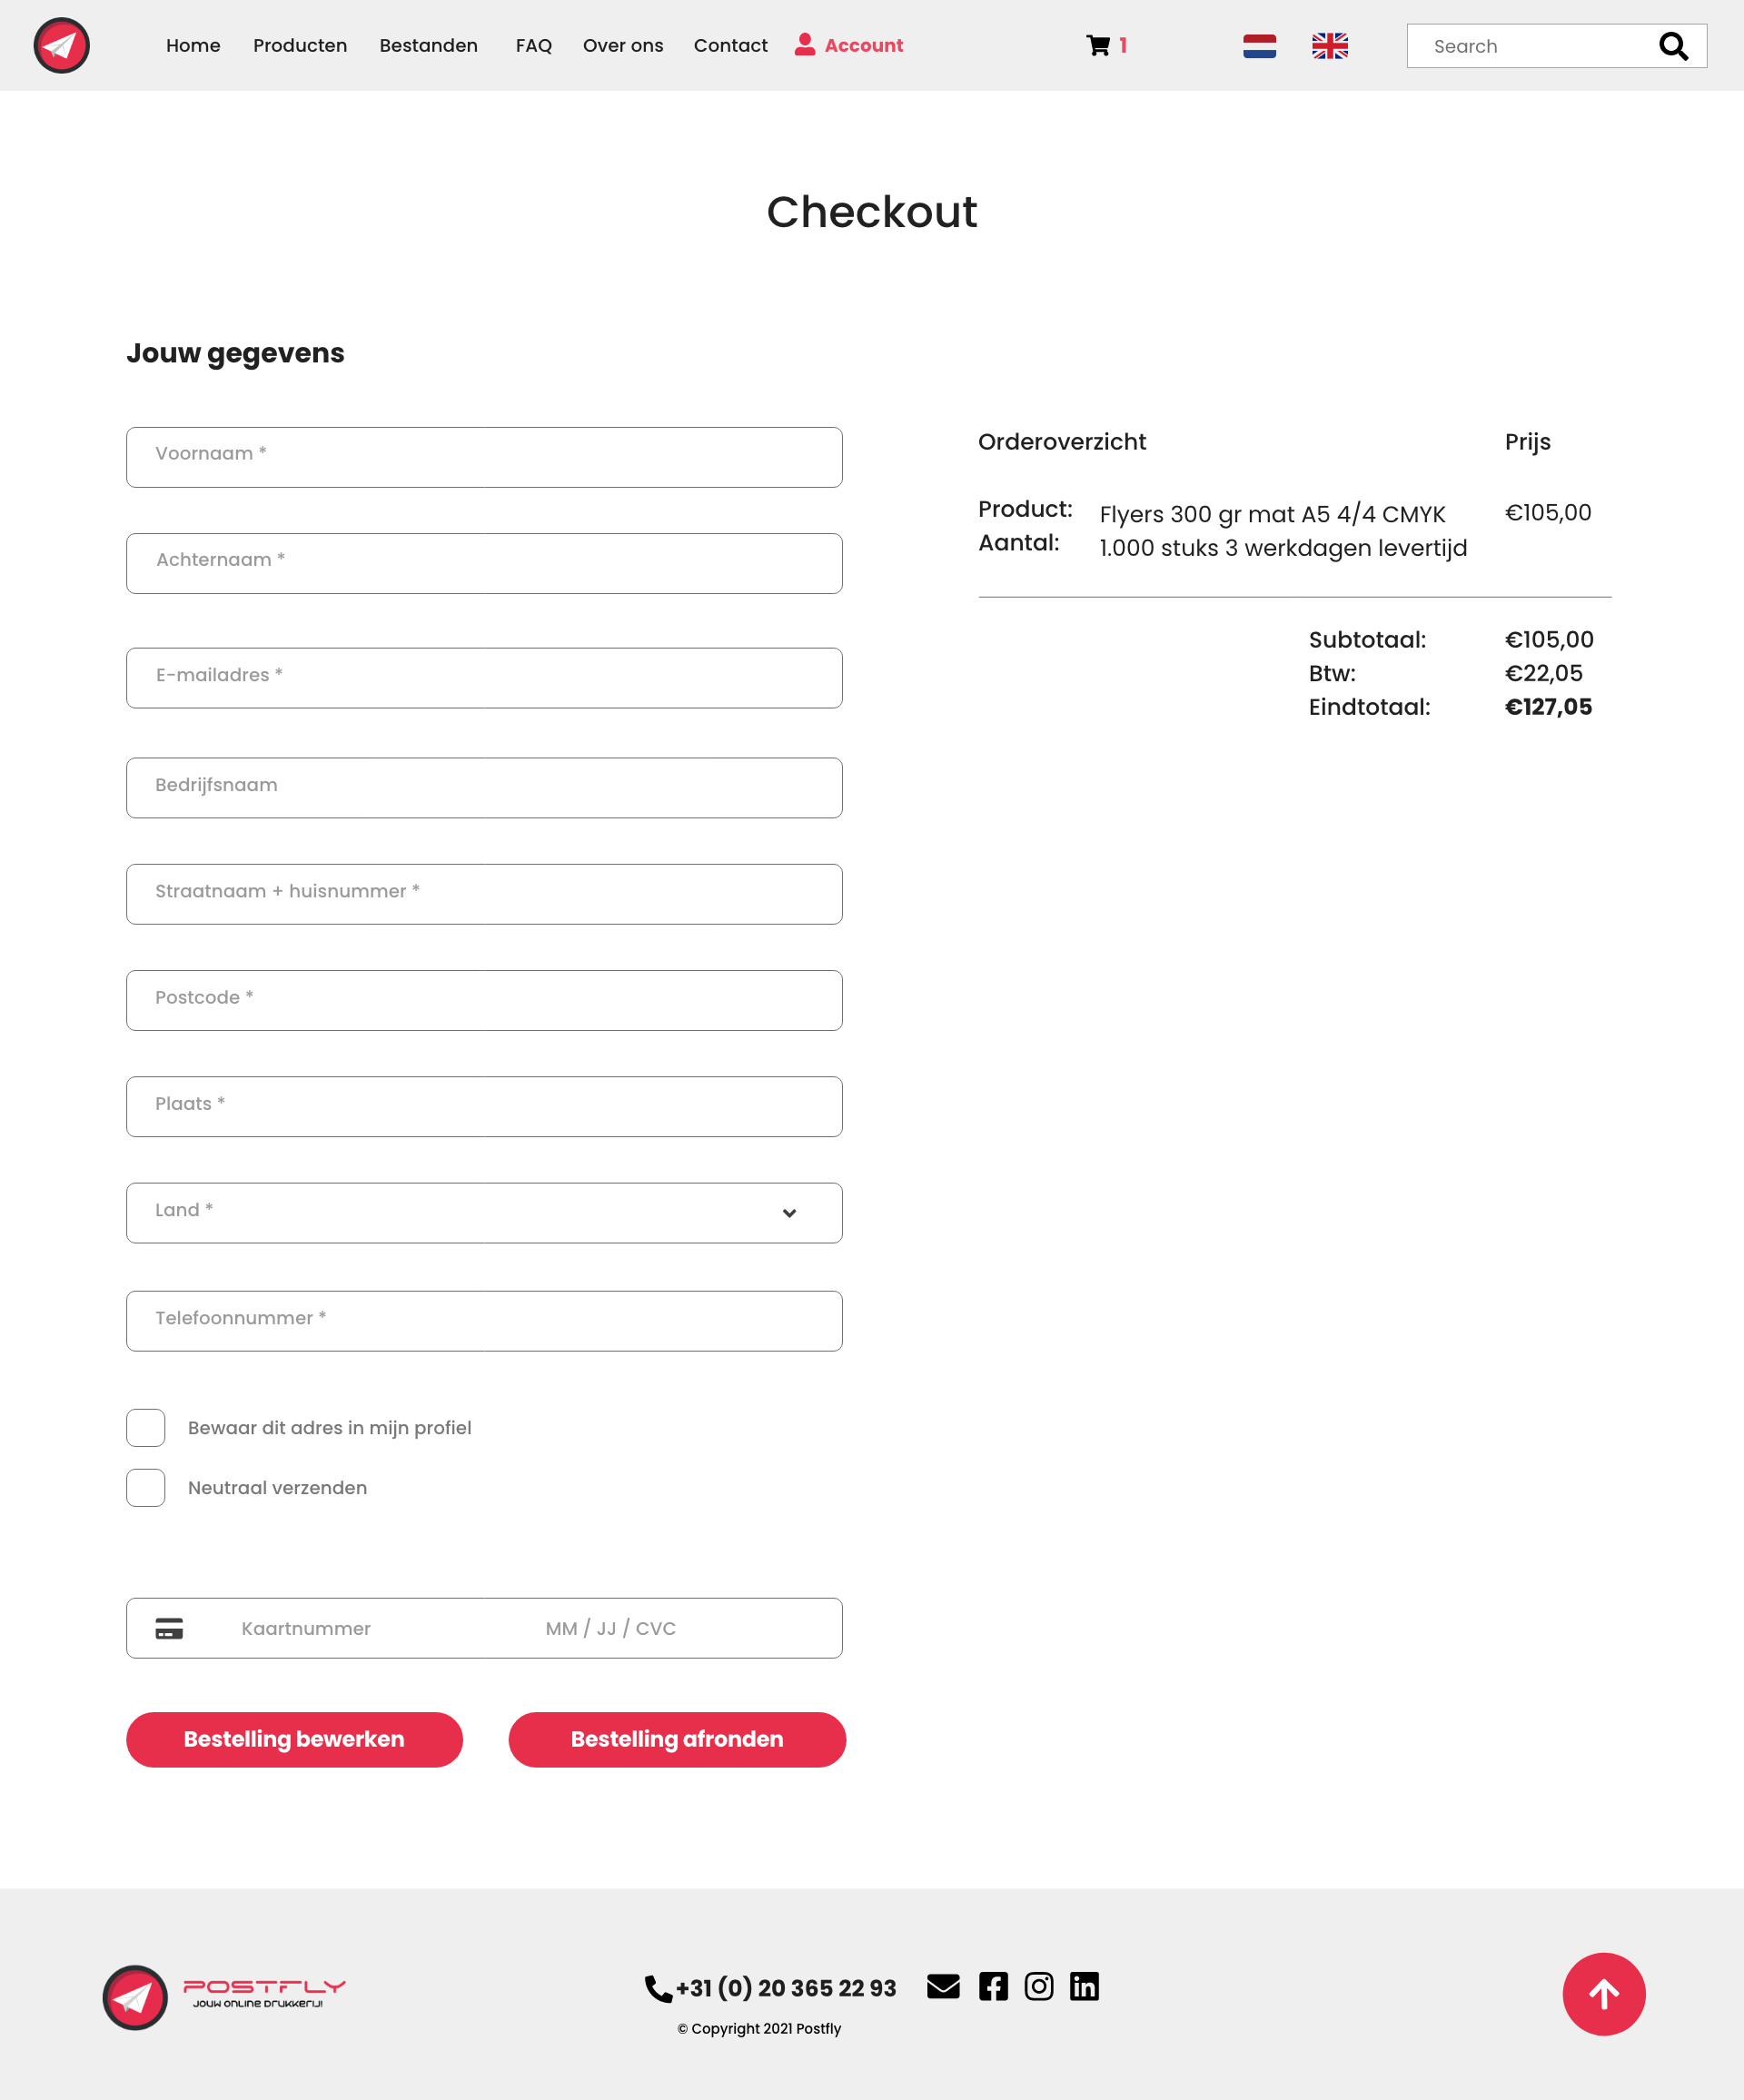 Home Producten Bestanden FAQ Over ons Contact Account 1 Search
Checkout
Jouw gegevens
Voornaam *
Achternaam *
E-mailadres *
Bedrijfsnaam
Straatnaam + huisnummer *
Postcode *
Plaats *
Land *
Telefoonnummer *
Bewaar dit adres in mijn profiel
Neutraal verzenden
Kaartnummer MM / JJ / CVC
Bestelling bewerken Bestelling afronden
Orderoverzicht Prijs
Product: Flyers 300 gr mat A5 4/4 CMYK €105,00
Aantal: 1.000 stuks 3 werkdagen levertijd
Subtotaal: €105,00
Btw: €22,05
Eindtotaal: €127,05
POSTFLY
JOUW ONLINE DRUKKERIJ!
+31 (0) 20 365 22 93
© Copyright 2021 Postfly